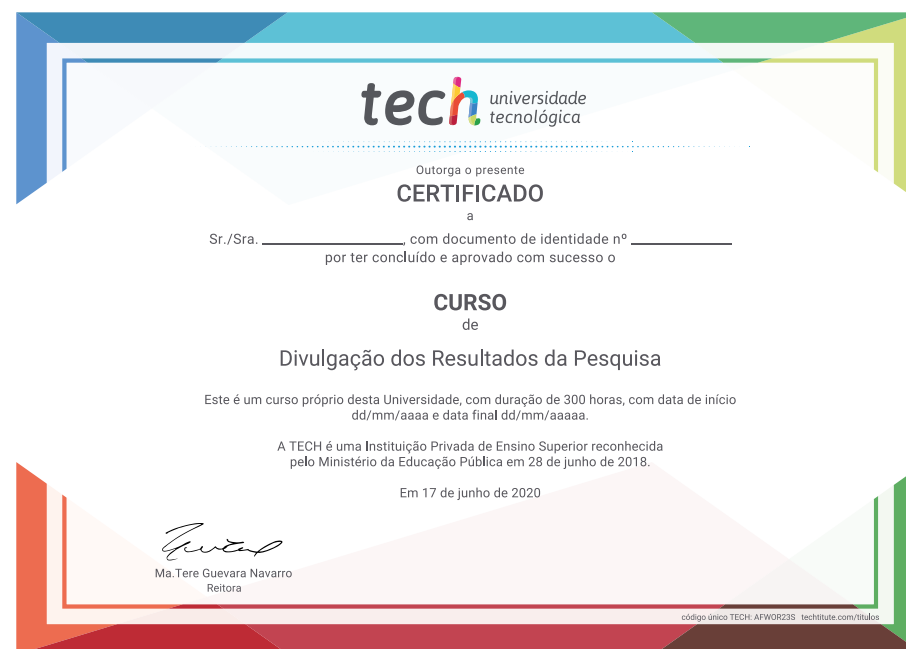 tech universidade
tecnológica
Outorga o presente
CERTIFICADO
a
Sr./Sra. ____________, com documento de identidade nº ____________
por ter concluído e aprovado com sucesso o
CURSO
de
Divulgação dos Resultados da Pesquisa
Este é um curso próprio desta Universidade, com duração de 300 horas, com data de início
dd/mm/aaaa e data final dd/mm/aaaaa.
A TECH é uma Instituição Privada de Ensino Superior reconhecida
pelo Ministério da Educação Pública em 28 de junho de 2018.
Em 17 de junho de 2020
Ma.Tere Guevara Navarro
Reitora
código único TECH: AFWOR23S techtitute.com/titulos